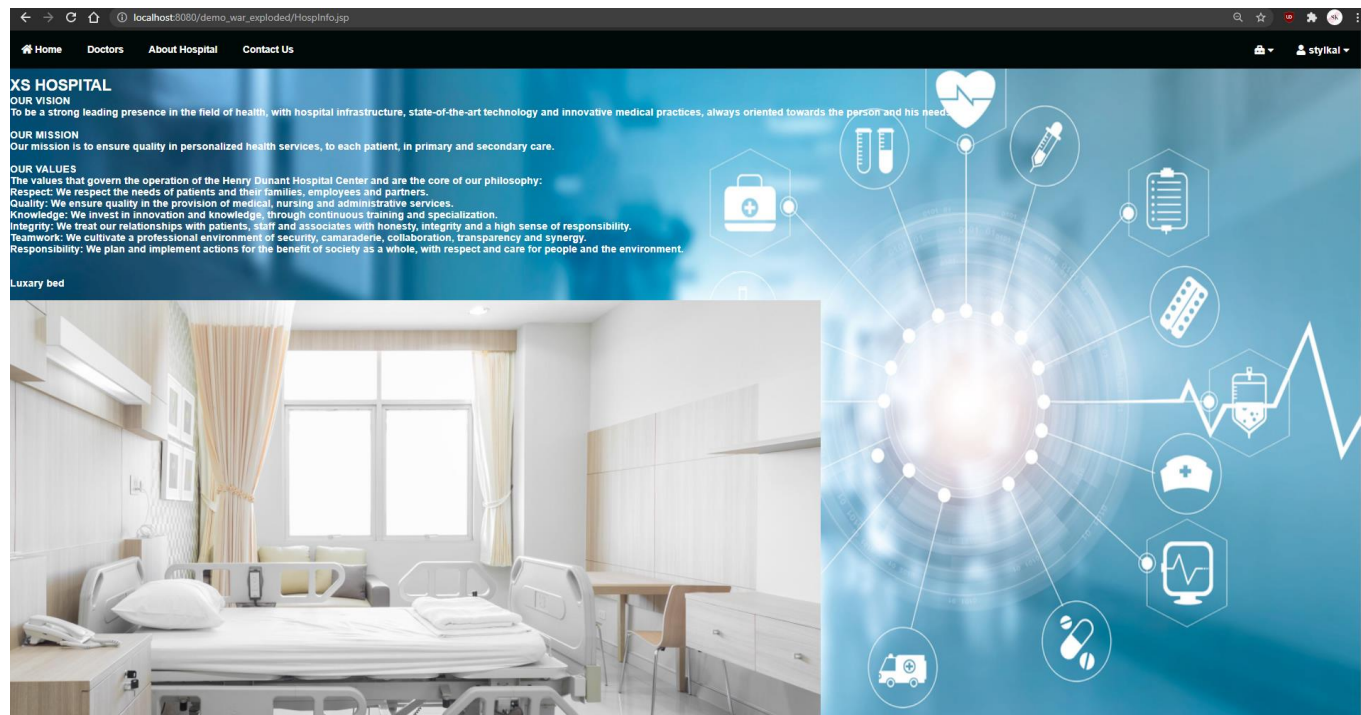 localhost:8080/demo_war_exploded/HospInfo.jsp
Home Doctors About Hospital Contact Us stylkal
XS HOSPITAL
OUR VISION
To be a strong leading presence in the field of health, with hospital infrastructure, state-of-the-art technology and innovative medical practices, always oriented towards the person and his needs.
OUR MISSION
Our mission is to ensure quality in personalized health services, to each patient, in primary and secondary care.
OUR VALUES
The values that govern the operation of the Henry Dunant Hospital Center and are the core of our philosophy:
Respect: We respect the needs of patients and their families, employees and partners.
Quality: We ensure quality in the provision of medical, nursing and administrative services.
Knowledge: We invest in innovation and knowledge, through continuous training and specialization.
Integrity: We treat our relationships with patients, staff and associates with honesty, integrity and a high sense of responsibility.
Teamwork: We cultivate a professional environment of security, camaraderie, collaboration, transparency and synergy.
Responsibility: We plan and implement actions for the benefit of society as a whole, with respect and care for people and the environment.
Luxary bed